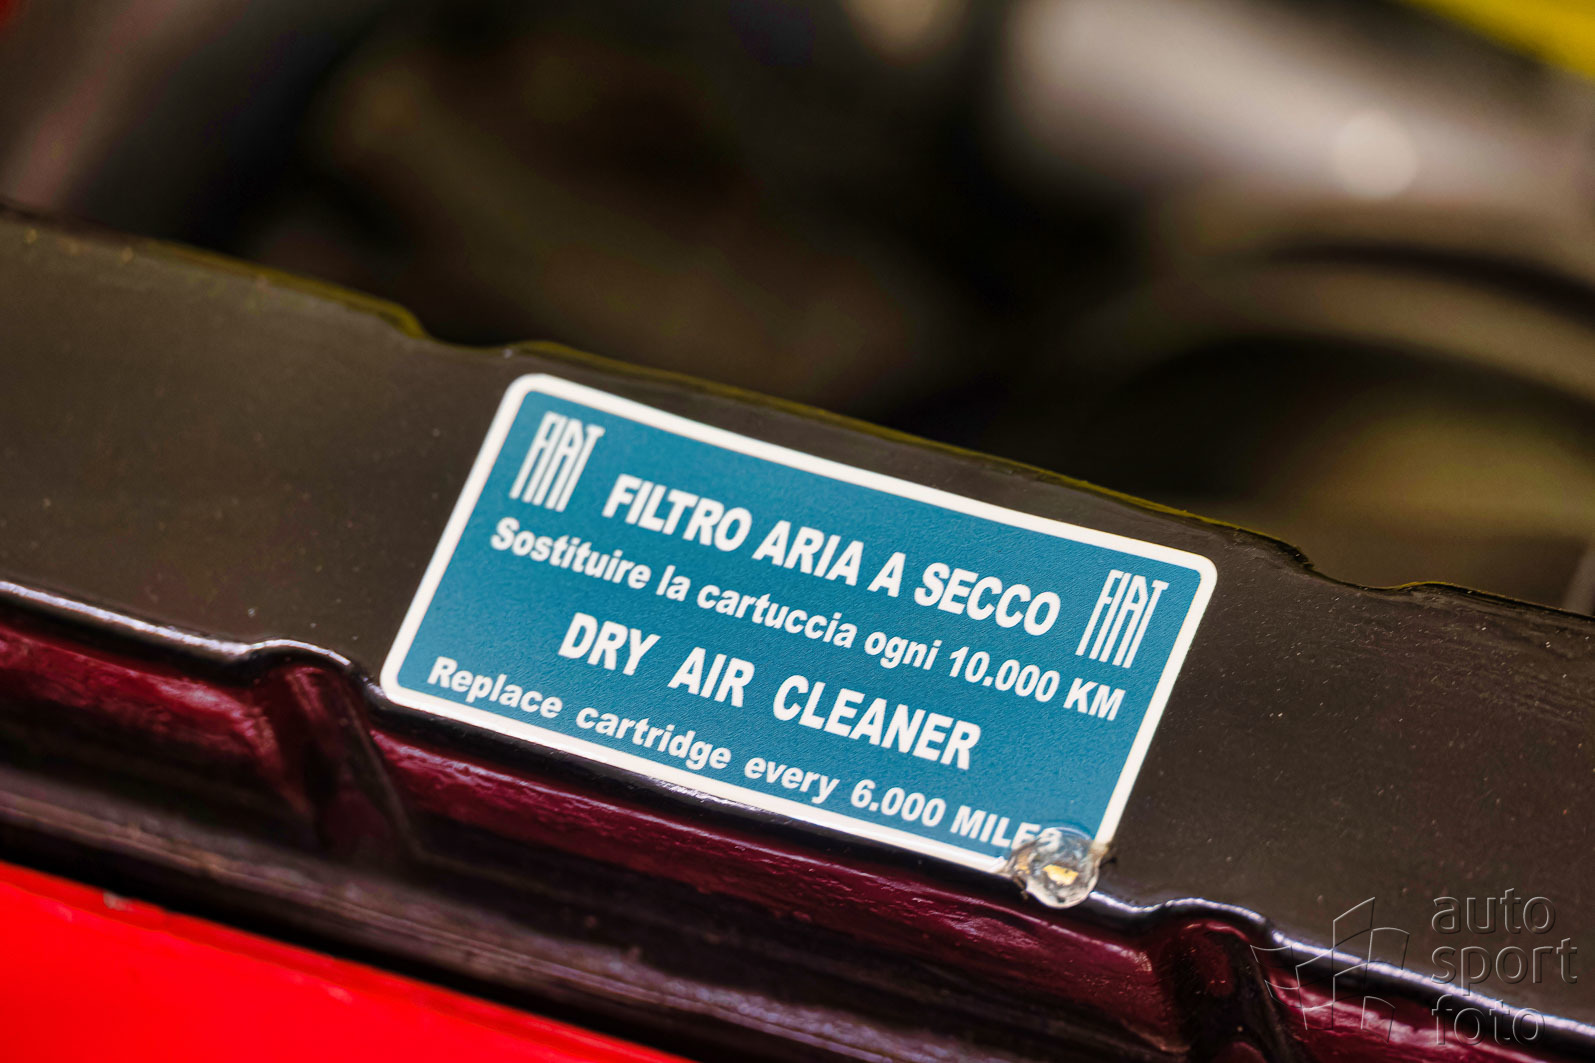 FIAT
FILTRO ARIA A SECCO
FIAT
Sostituire la cartuccia ogni 10.000 KM
DRY AIR CLEANER
Replace cartridge every 6.000 MILES
auto
sport
foto